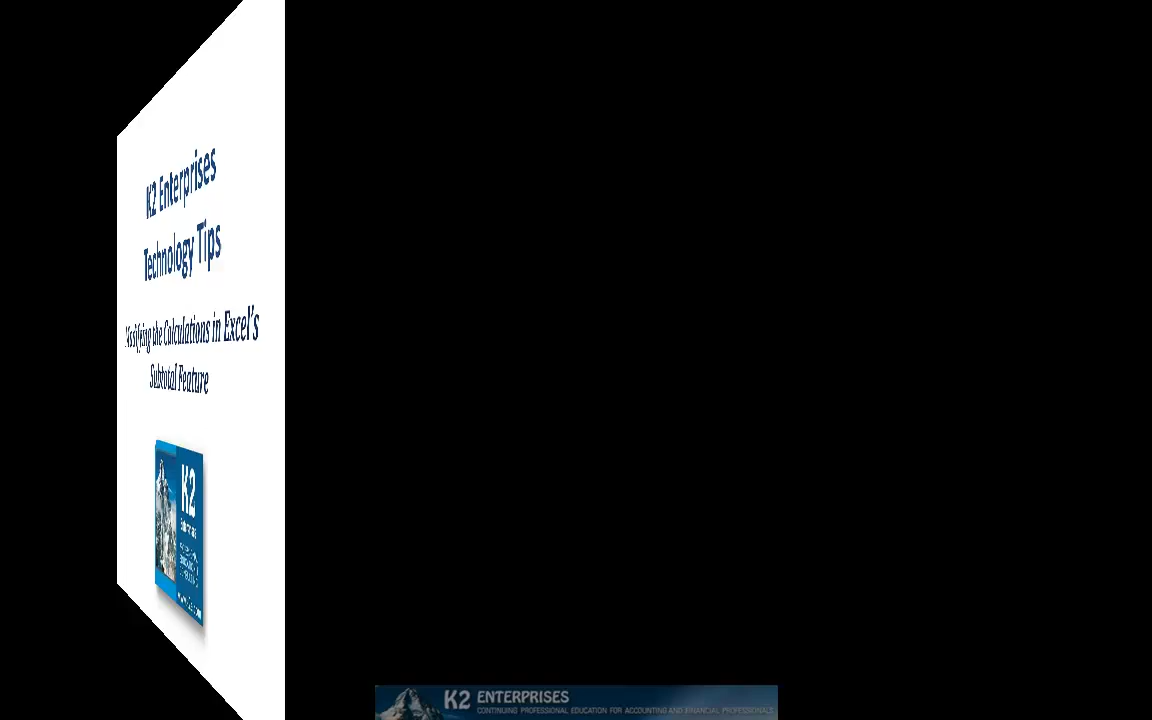 K2 Enterprises
Technology Tips
Modifying the Calculations in Excel's
Subtotal Feature
K2
K2 ENTERPRISES
CONTINUING PROFESSIONAL EDUCATION FOR ACCOUNTING AND FINANCIAL PROFESSIONALS